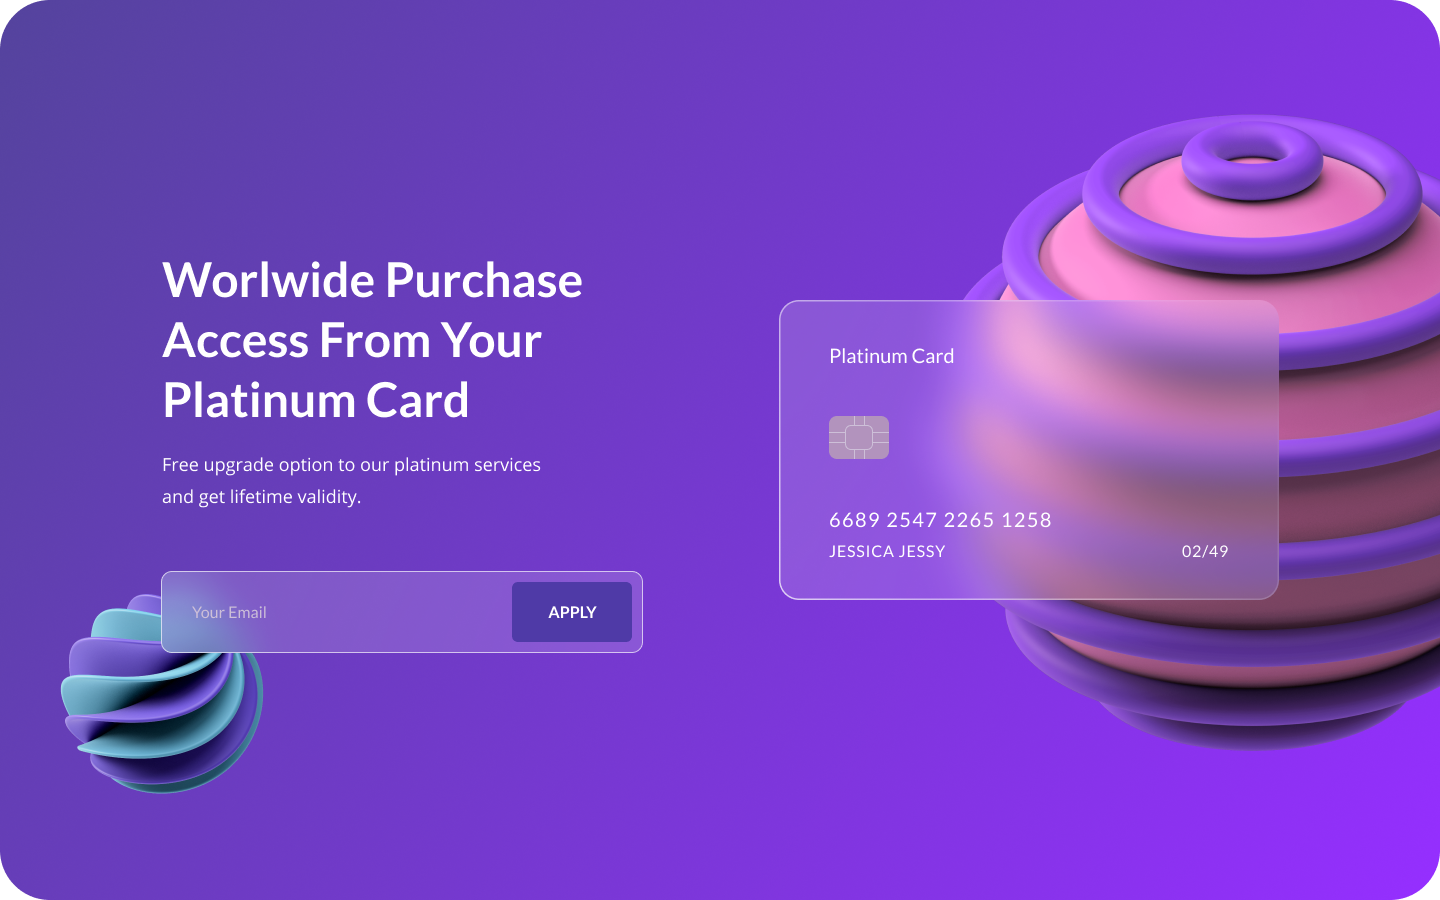 Worlwide Purchase
Access From Your
Platinum Card
Free upgrade option to our platinum services
and get lifetime validity.
Your Email
APPLY
Platinum Card
6689 2547 2265 1258
JESSICA JESSY
02/49